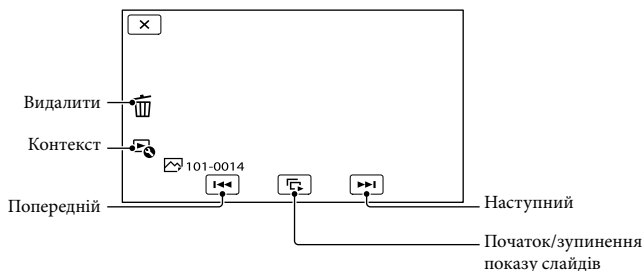 Видалити
Контекст
101-0014
Попередній
Наступний
Початок/зупинення
показу слайдів